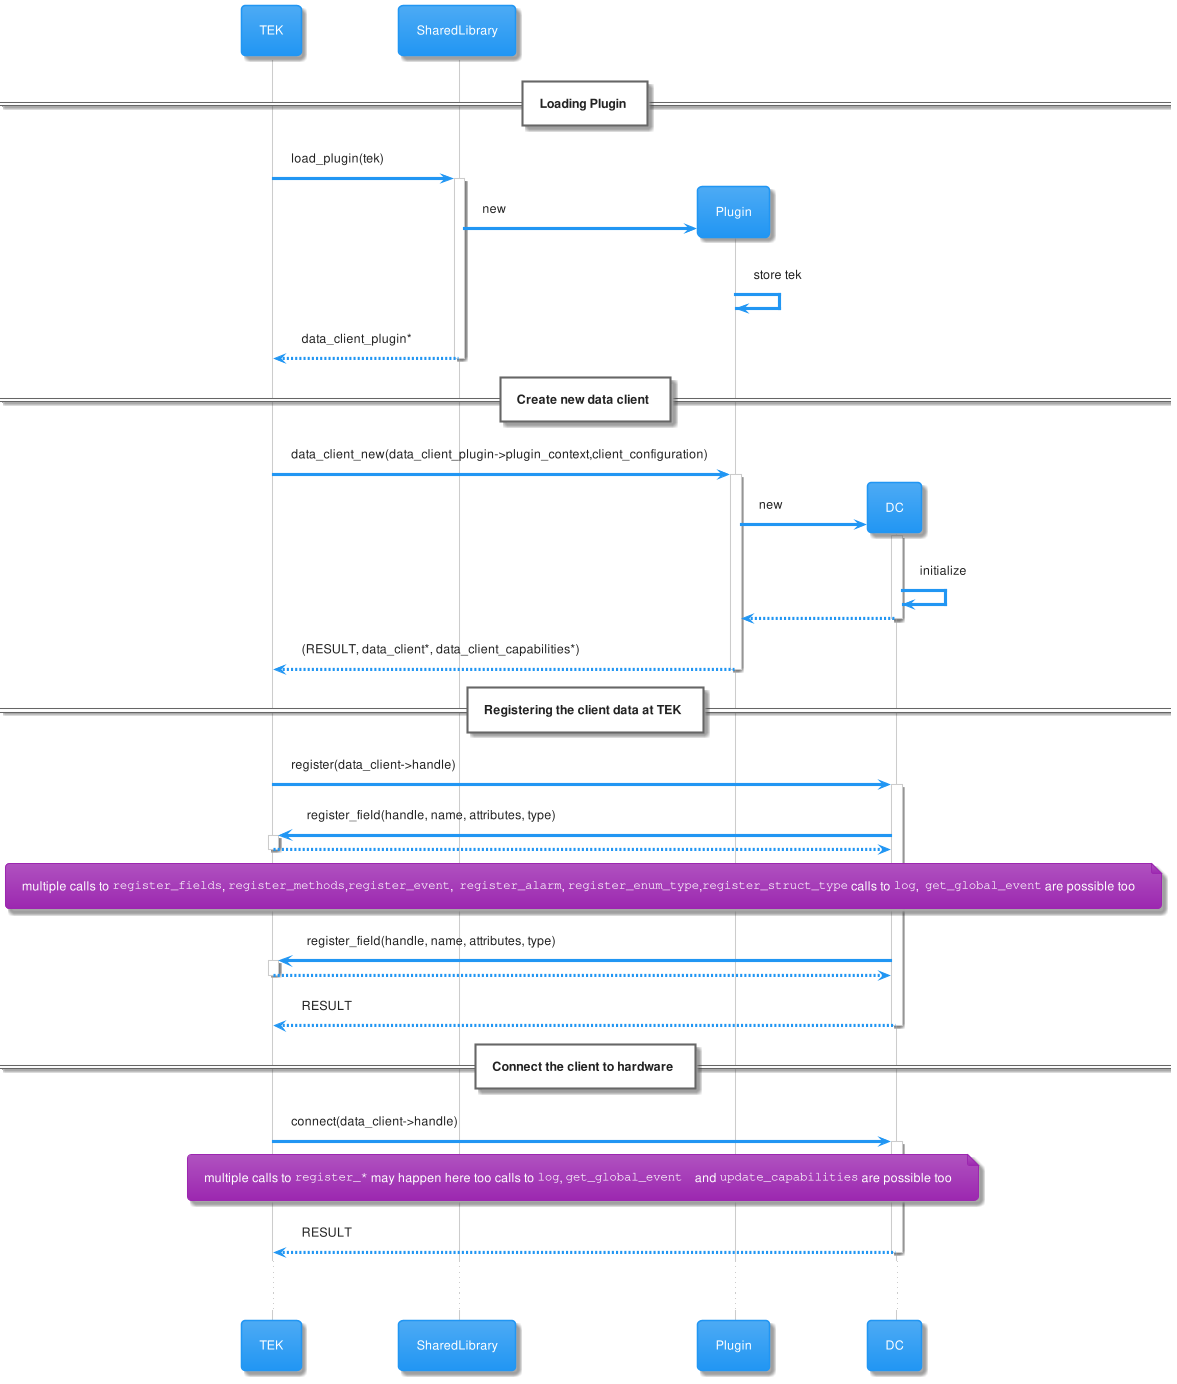 TEK
SharedLibrary
Loading Plugin
load_plugin(tek)
new
Plugin
store tek
data_client_plugin*
Create new data client
data_client_new(data_client_plugin->plugin_context,client_configuration)
new
DC
initialize
(RESULT, data_client*, data_client_capabilities*)
Registering the client data at TEK
register(data_client->handle)
register_field(handle, name, attributes, type)
multiple calls to register_fields, register_methods,register_event, register_alarm, register_enum_type,register_struct_type calls to log, get_global_event are possible too
register_field(handle, name, attributes, type)
RESULT
Connect the client to hardware
connect(data_client->handle)
multiple calls to register_* may happen here too calls to log, get_global_event and update_capabilities are possible too
RESULT
TEK
SharedLibrary
Plugin
DC